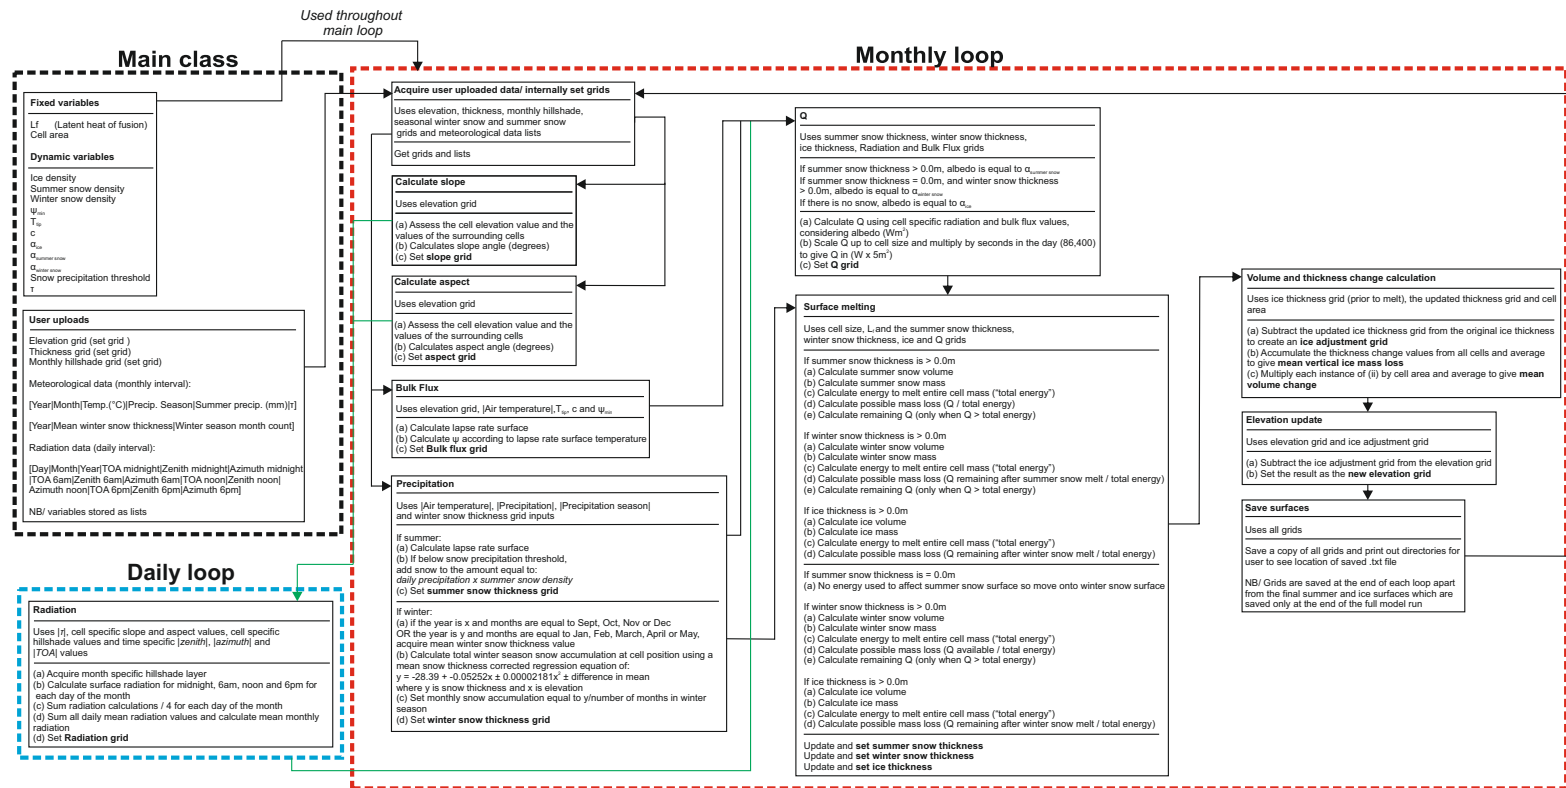 Used throughout
main loop
Main class
Fixed variables
Lf (Latent heat of fusion)
Cell area
Dynamic variables
Ice density
Summer snow density
Winter snow density
Ψmin
Ttip
c
αice
αsummer snow
αwinter snow
Snow precipitation threshold
τ
User uploads
Elevation grid (set grid )
Thickness grid (set grid)
Monthly hillshade grid (set grid)
Meteorological data (monthly interval):
[Year|Month|Temp.(°C)|Precip. Season|Summer precip. (mm)|τ]
[Year|Mean winter snow thickness|Winter season month count]
Radiation data (daily interval):
[Day|Month|Year|TOA midnight|Zenith midnight|Azimuth midnight
|TOA 6am|Zenith 6am|Azimuth 6am|TOA noon|Zenith noon|
Azimuth noon|TOA 6pm|Zenith 6pm|Azimuth 6pm]
NB/ variables stored as lists
Daily loop
Radiation
Uses |τ|, cell specific slope and aspect values, cell specific
hillshade values and time specific |zenith|, |azimuth| and
|TOA| values
(a) Acquire month specific hillshade layer
(b) Calculate surface radiation for midnight, 6am, noon and 6pm for
each day of the month
(c) Sum radiation calculations / 4 for each day of the month
(d) Sum all daily mean radiation values and calculate mean monthly
radiation
(d) Set Radiation grid
Monthly loop
Acquire user uploaded data/ internally set grids
Uses elevation, thickness, monthly hillshade,
seasonal winter snow and summer snow
grids and meteorological data lists
Get grids and lists
Calculate slope
Uses elevation grid
(a) Assess the cell elevation value and the
values of the surrounding cells
(b) Calculates slope angle (degrees)
(c) Set slope grid
Calculate aspect
Uses elevation grid
(a) Assess the cell elevation value and the
values of the surrounding cells
(b) Calculates aspect angle (degrees)
(c) Set aspect grid
Bulk Flux
Uses elevation grid, |Air temperature|,Ttip, c and ψmin
(a) Calculate lapse rate surface
(b) Calculate ψ according to lapse rate surface temperature
(c) Set Bulk flux grid
Precipitation
Uses |Air temperature|, |Precipitation|, |Precipitation season|
and winter snow thickness grid inputs
If summer:
(a) Calculate lapse rate surface
(b) If below snow precipitation threshold,
add snow to the amount equal to:
daily precipitation x summer snow density
(c) Set summer snow thickness grid
If winter:
(a) if the year is x and months are equal to Sept, Oct, Nov or Dec
OR the year is y and months are equal to Jan, Feb, March, April or May,
acquire mean winter snow thickness value
(b) Calculate total winter season snow accumulation at cell position using a
mean snow thickness corrected regression equation of:
y = -28.39 + -0.05252x ± 0.00002181x² ± difference in mean
where y is snow thickness and x is elevation
(c) Set monthly snow accumulation equal to y/number of months in winter
season
(d) Set winter snow thickness grid
Q
Uses summer snow thickness, winter snow thickness,
ice thickness, Radiation and Bulk Flux grids
If summer snow thickness > 0.0m, albedo is equal to αsummer snow
If summer snow thickness = 0.0m, and winter snow thickness
> 0.0m, albedo is equal to αwinter snow
If there is no snow, albedo is equal to αice
(a) Calculate Q using cell specific radiation and bulk flux values,
considering albedo (Wm²)
(b) Scale Q up to cell size and multiply by seconds in the day (86,400)
to give Q in (W x 5m²)
(c) Set Q grid
Surface melting
Uses cell size, Lf and the summer snow thickness,
winter snow thickness, ice and Q grids
If summer snow thickness is > 0.0m
(a) Calculate summer snow volume
(b) Calculate summer snow mass
(c) Calculate energy to melt entire cell mass ("total energy")
(d) Calculate possible mass loss (Q / total energy)
(e) Calculate remaining Q (only when Q > total energy)
If winter snow thickness is > 0.0m
(a) Calculate winter snow volume
(b) Calculate winter snow mass
(c) Calculate energy to melt entire cell mass ("total energy")
(d) Calculate possible mass loss (Q remaining after summer snow melt / total energy)
(e) Calculate remaining Q (only when Q > total energy)
If ice thickness is > 0.0m
(a) Calculate ice volume
(b) Calculate ice mass
(c) Calculate energy to melt entire cell mass ("total energy")
(d) Calculate possible mass loss (Q remaining after winter snow melt / total energy)
If summer snow thickness is = 0.0m
(a) No energy used to affect summer snow surface so move onto winter snow surface
If winter snow thickness is > 0.0m
(a) Calculate winter snow volume
(b) Calculate winter snow mass
(c) Calculate energy to melt entire cell mass ("total energy")
(d) Calculate possible mass loss (Q available / total energy)
(e) Calculate remaining Q (only when Q > total energy)
If ice thickness is > 0.0m
(a) Calculate ice volume
(b) Calculate ice mass
(c) Calculate energy to melt entire cell mass ("total energy")
(d) Calculate possible mass loss (Q remaining after winter snow melt / total energy)
Update and set summer snow thickness
Update and set winter snow thickness
Update and set ice thickness
Volume and thickness change calculation
Uses ice thickness grid (prior to melt), the updated thickness grid and cell
area
(a) Subtract the updated ice thickness grid from the original ice thickness
to create an ice adjustment grid
(b) Accumulate the thickness change values from all cells and average
to give mean vertical ice mass loss
(c) Multiply each instance of (ii) by cell area and average to give mean
volume change
Elevation update
Uses elevation grid and ice adjustment grid
(a) Subtract the ice adjustment grid from the elevation grid
(b) Set the result as the new elevation grid
Save surfaces
Uses all grids
Save a copy of all grids and print out directories for
user to see location of saved .txt file
NB/ Grids are saved at the end of each loop apart
from the final summer and ice surfaces which are
saved only at the end of the full model run